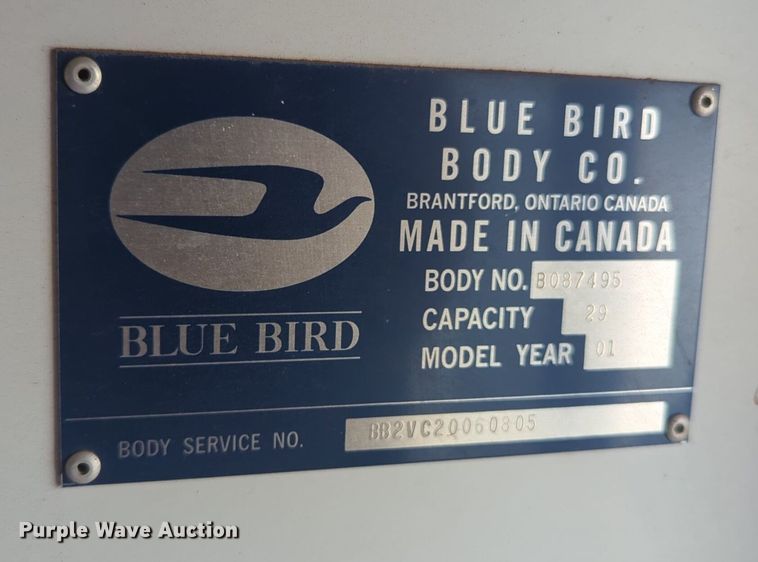 BLUE BIRD
BLUE BIRD
BODY CO.
BRANTFORD, ONTARIO CANADA
MADE IN CANADA
BODY NO. B087495
CAPACITY 29
MODEL YEAR 01
BODY SERVICE NO. BB2VC20060805
Purple Wave Auction